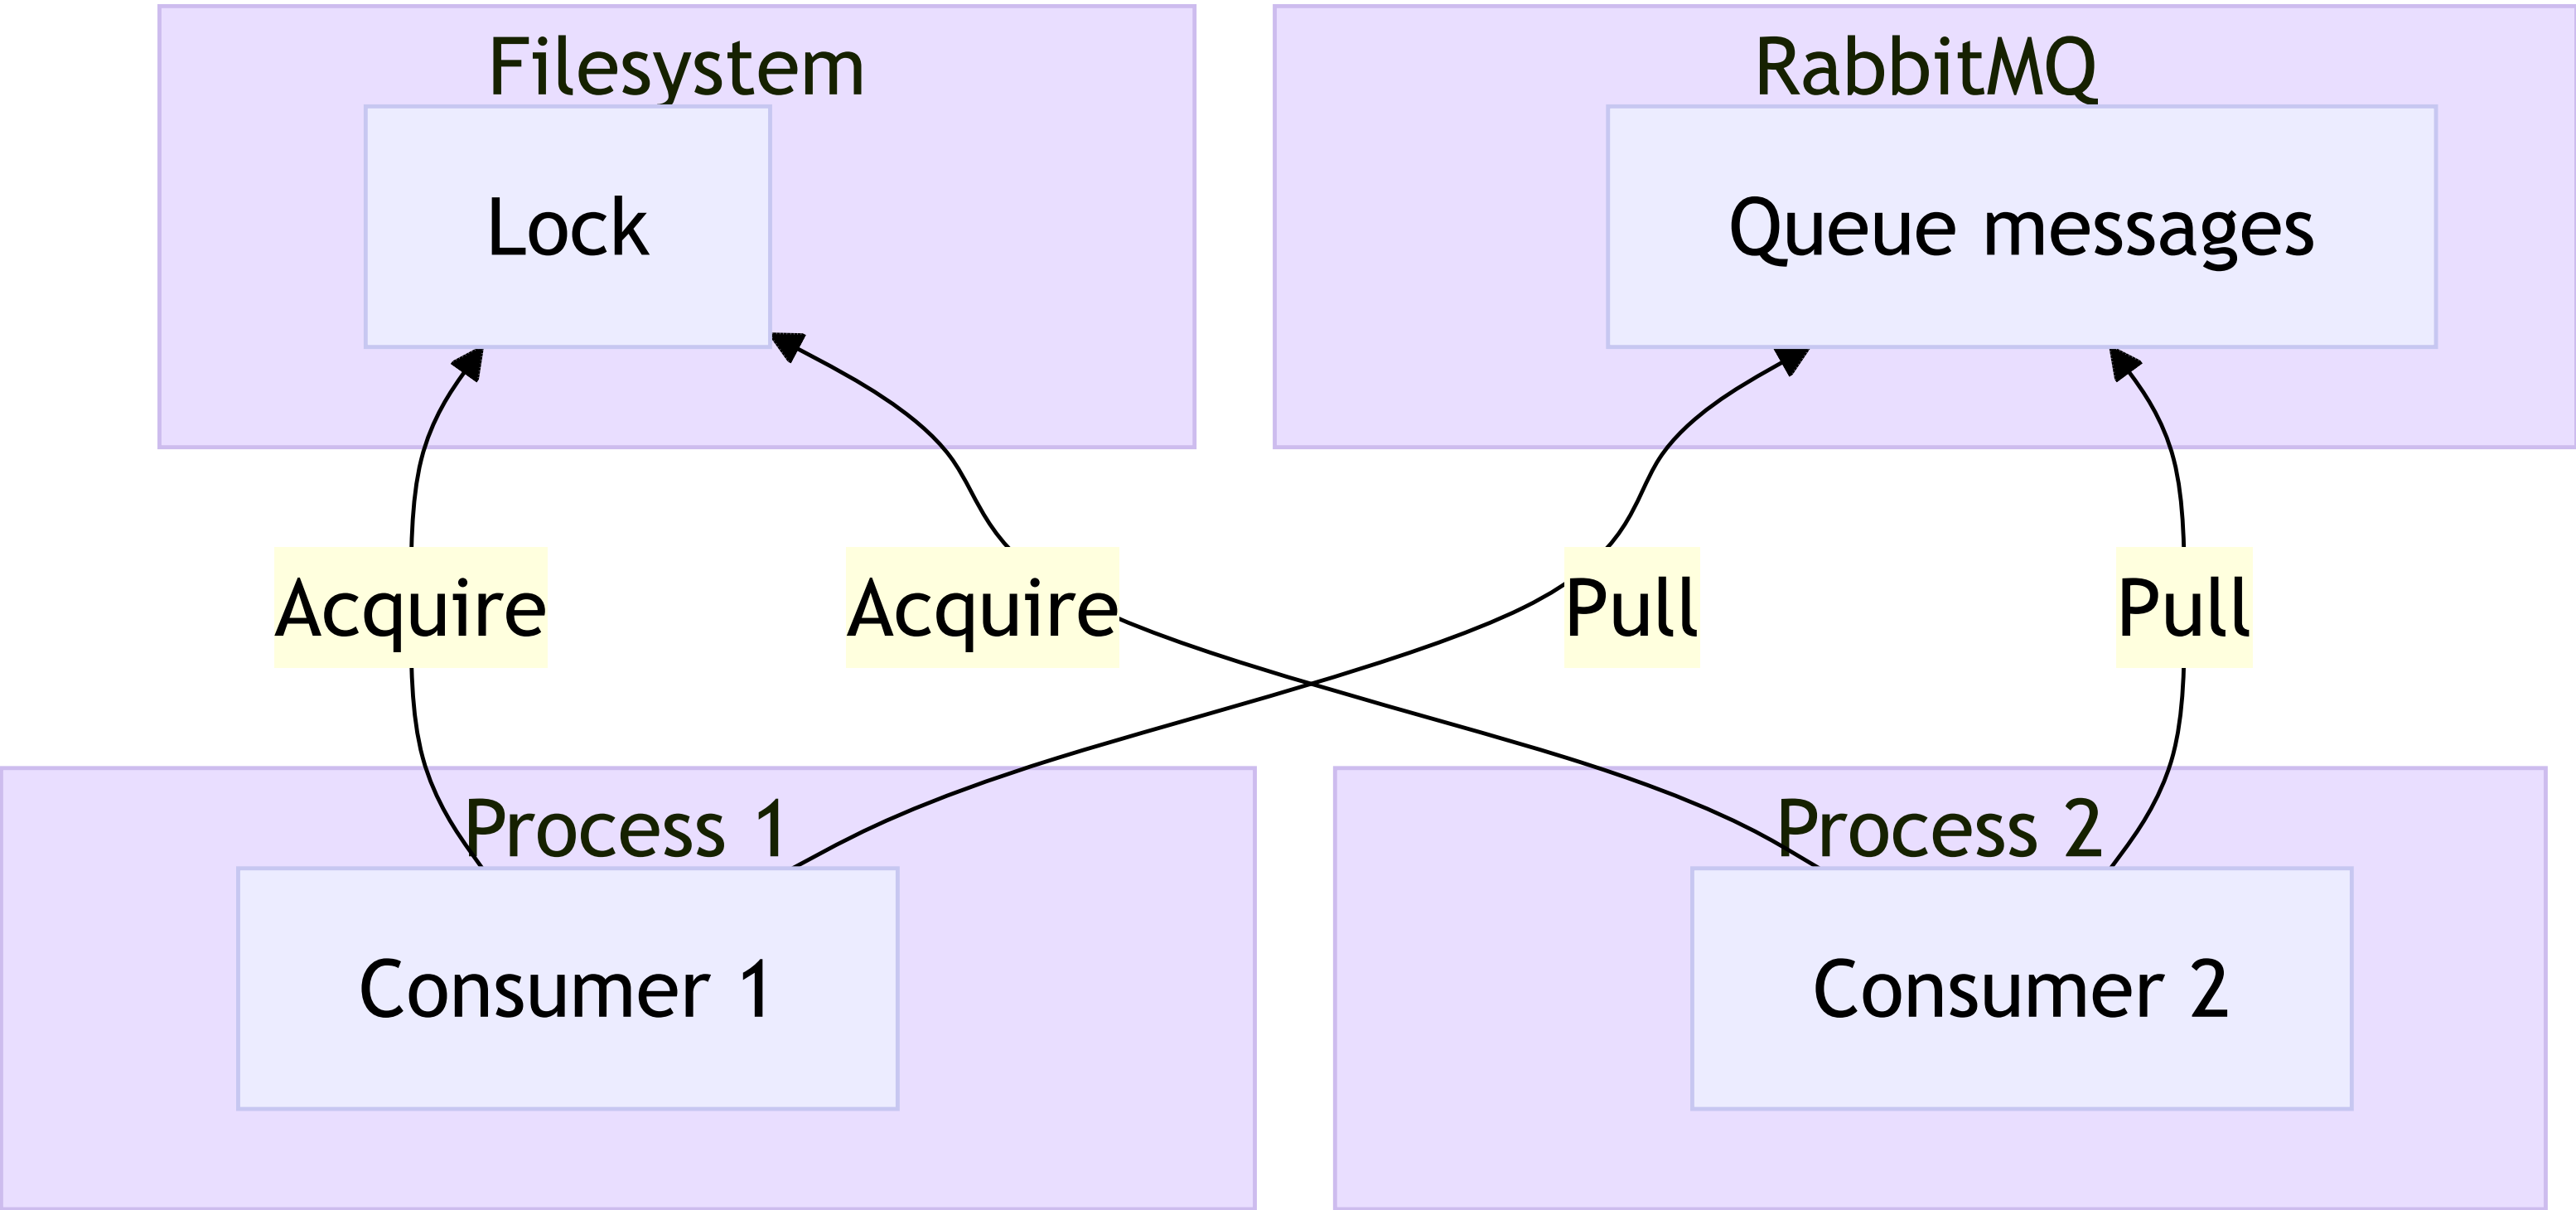 Filesystem
RabbitMQ
Lock
Queue messages
Acquire
Acquire
Pull
Pull
Process 1
Process 2
Consumer 1
Consumer 2